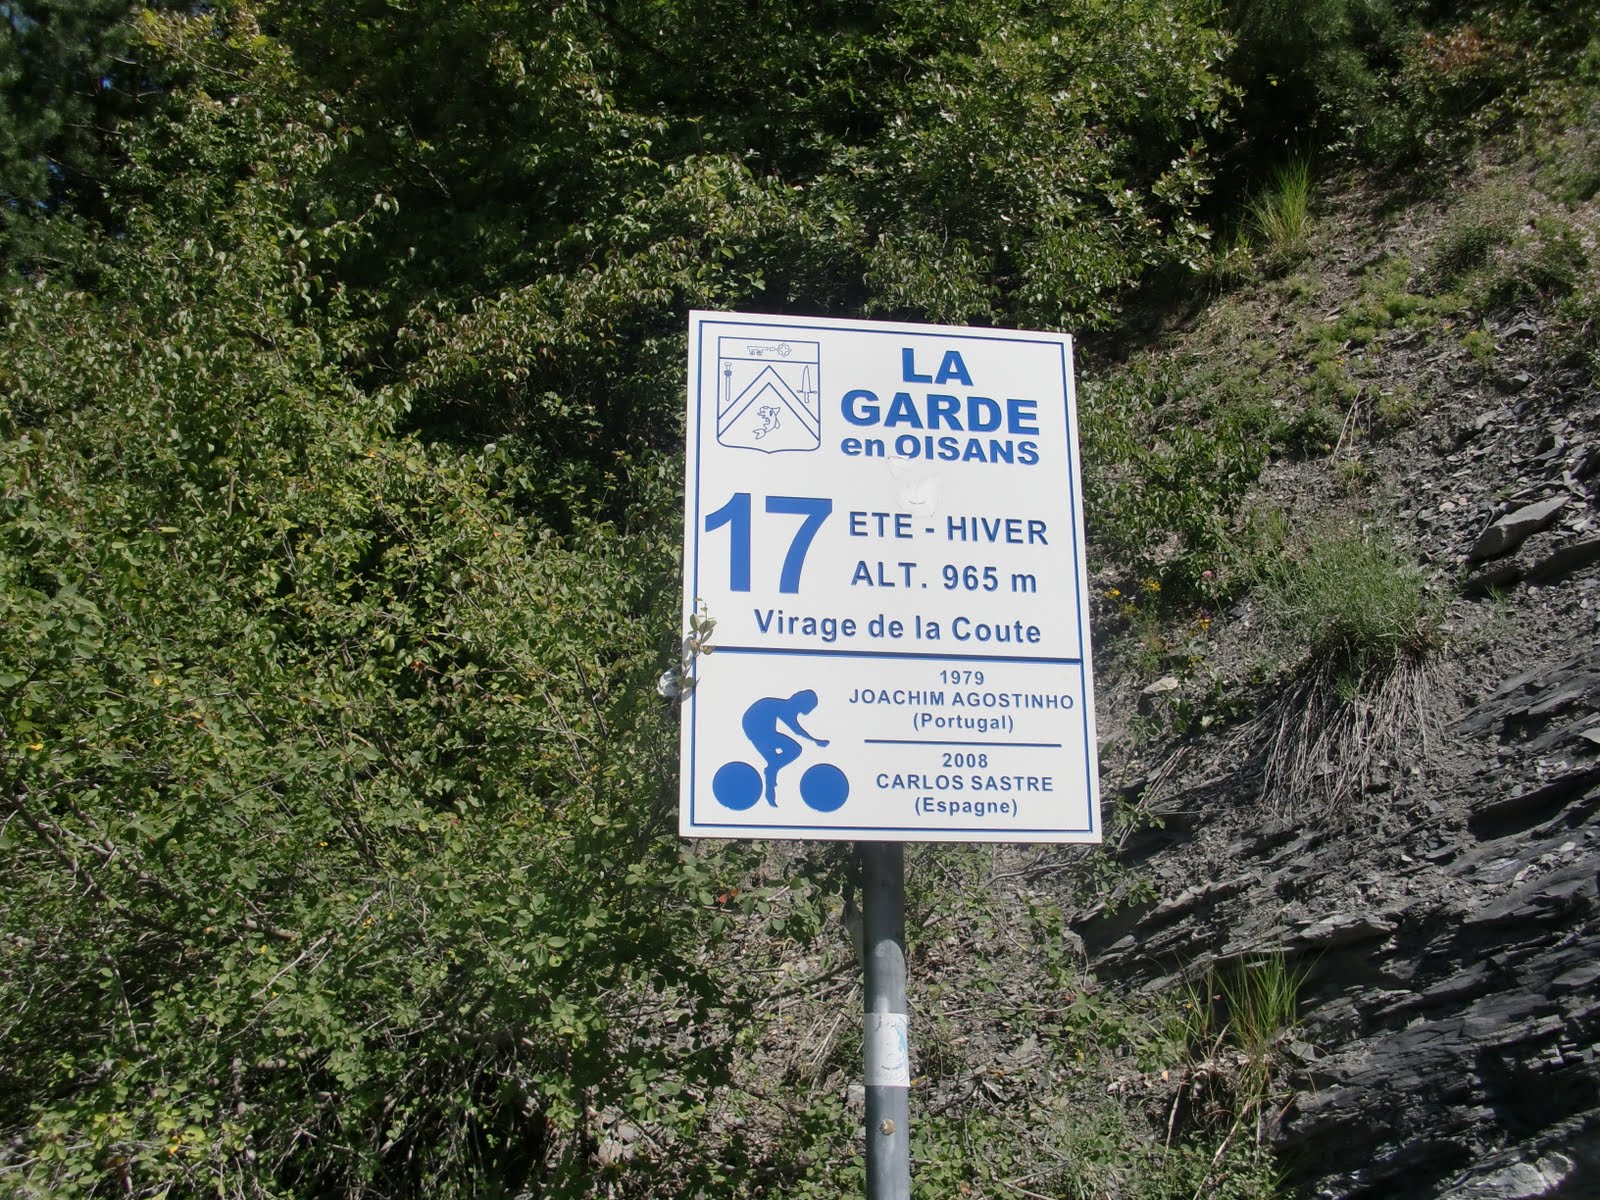 LA
GARDE
en OISANS
17
ETE - HIVER
ALT. 965 m
Virage de la Coute
1979
JOACHIM AGOSTINHO
(Portugal)
2008
CARLOS SASTRE
(Espagne)